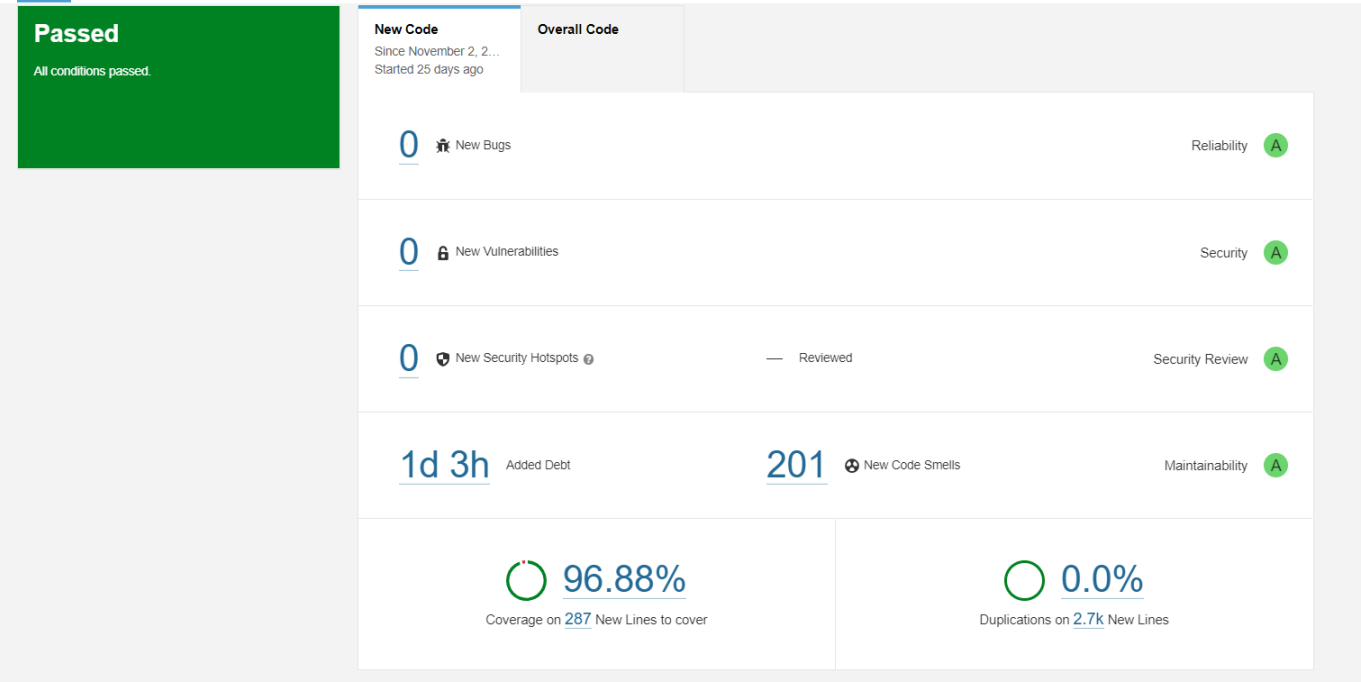 Passed
All conditions passed.
New Code
Since November 2, 2...
Started 25 days ago
Overall Code
0 New Bugs
Reliability A
0 New Vulnerabilities
Security A
0 New Security Hotspots ?
— Reviewed
Security Review A
1d 3h Added Debt
201 New Code Smells
Maintainability A
96.88%
Coverage on 287 New Lines to cover
0.0%
Duplications on 2.7k New Lines